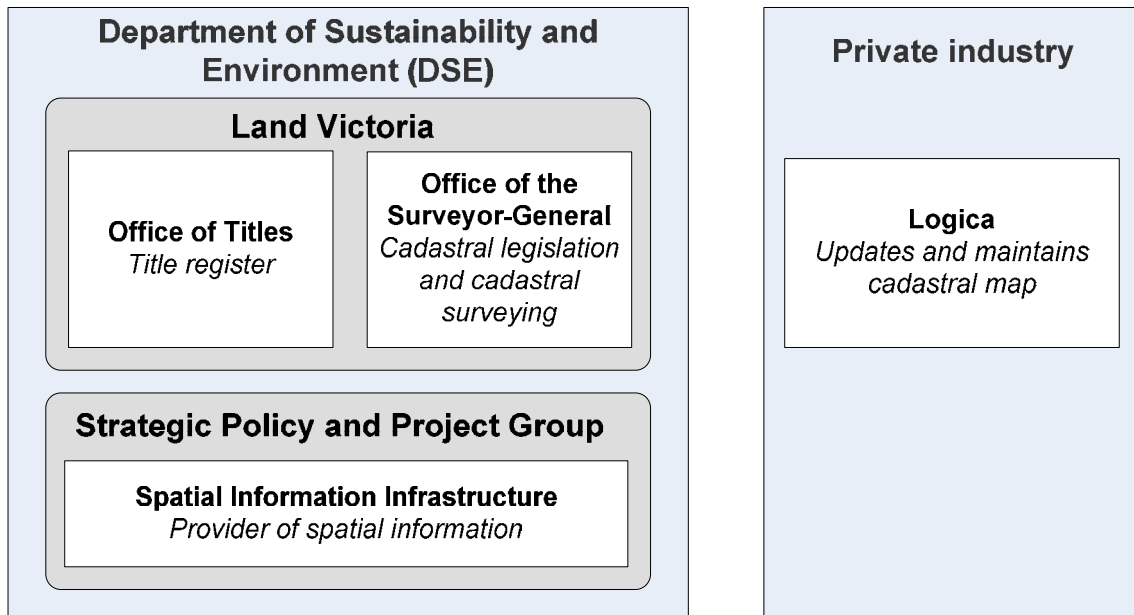 Department of Sustainability and
Environment (DSE)
Land Victoria
Office of Titles
Title register
Office of the
Surveyor-General
Cadastral legislation
and cadastral
surveying
Strategic Policy and Project Group
Spatial Information Infrastructure
Provider of spatial information
Private industry
Logica
Updates and maintains
cadastral map